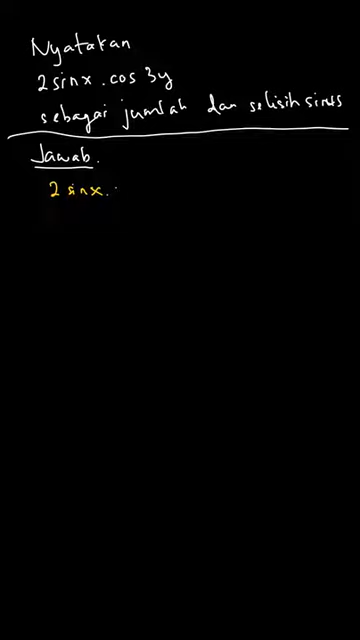 Nyatakan
2 sin x . cos 3y
sebagai jumlah dan selisih sinus
Jawab.
2 sin x .